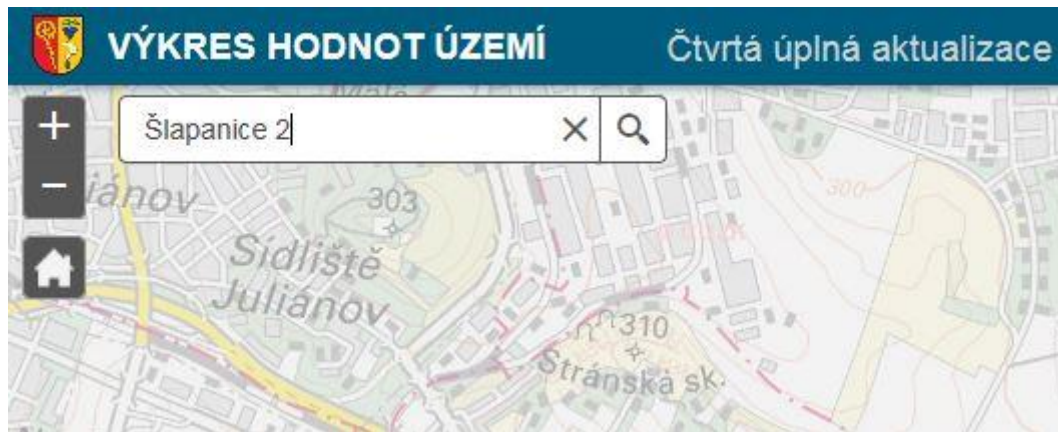 VÝKRES HODNOT ÚZEMÍ Čtvrtá úplná aktualizace
Šlapanice 2
303
300
Sídliště
Juliánov
310
Stránská sk.